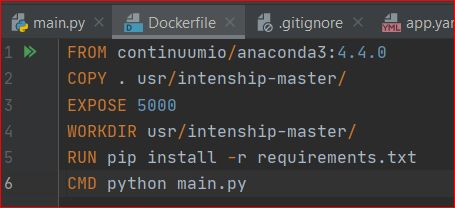 main.py Dockerfile .gitignore app.yar
1 FROM continuumio/anaconda3:4.4.0
2 COPY . usr/intenship-master/
3 EXPOSE 5000
4 WORKDIR usr/intenship-master/
5 RUN pip install -r requirements.txt
6 CMD python main.py